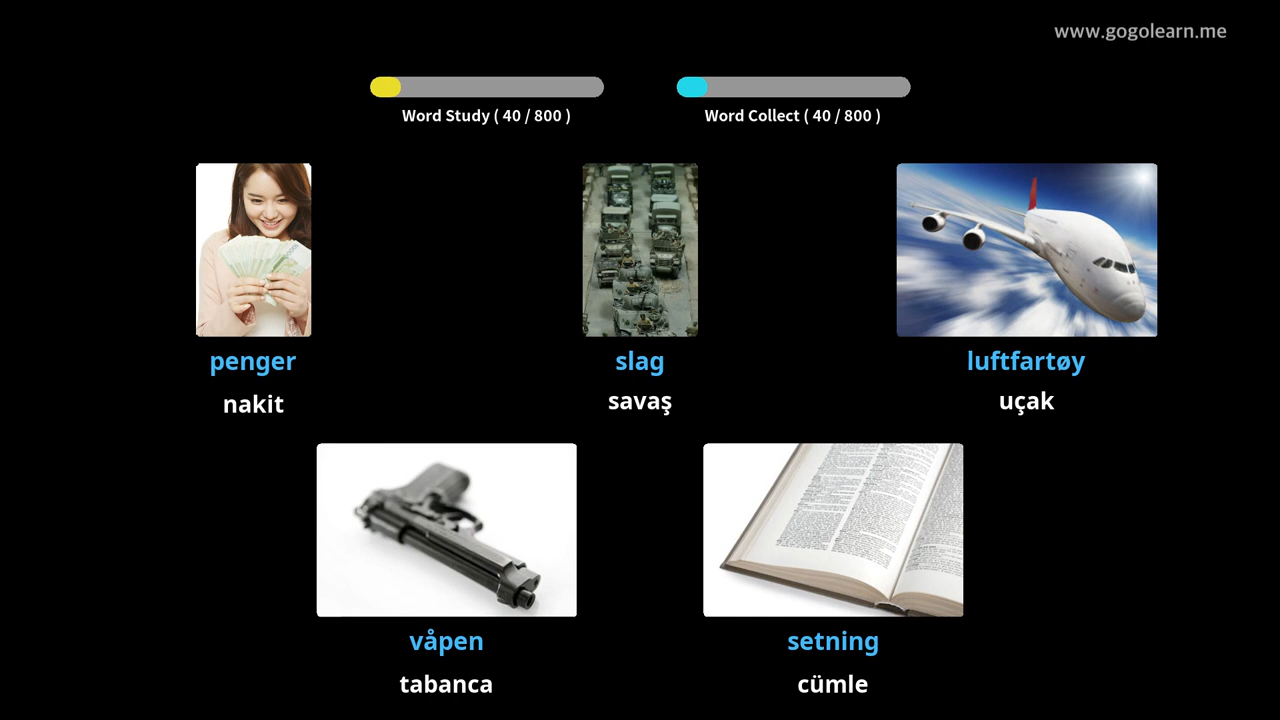 www.gogolearn.me
Word Study ( 40 / 800 )
Word Collect ( 40 / 800 )
penger
slag
luftfartøy
nakit
savaş
uçak
våpen
setning
tabanca
cümle